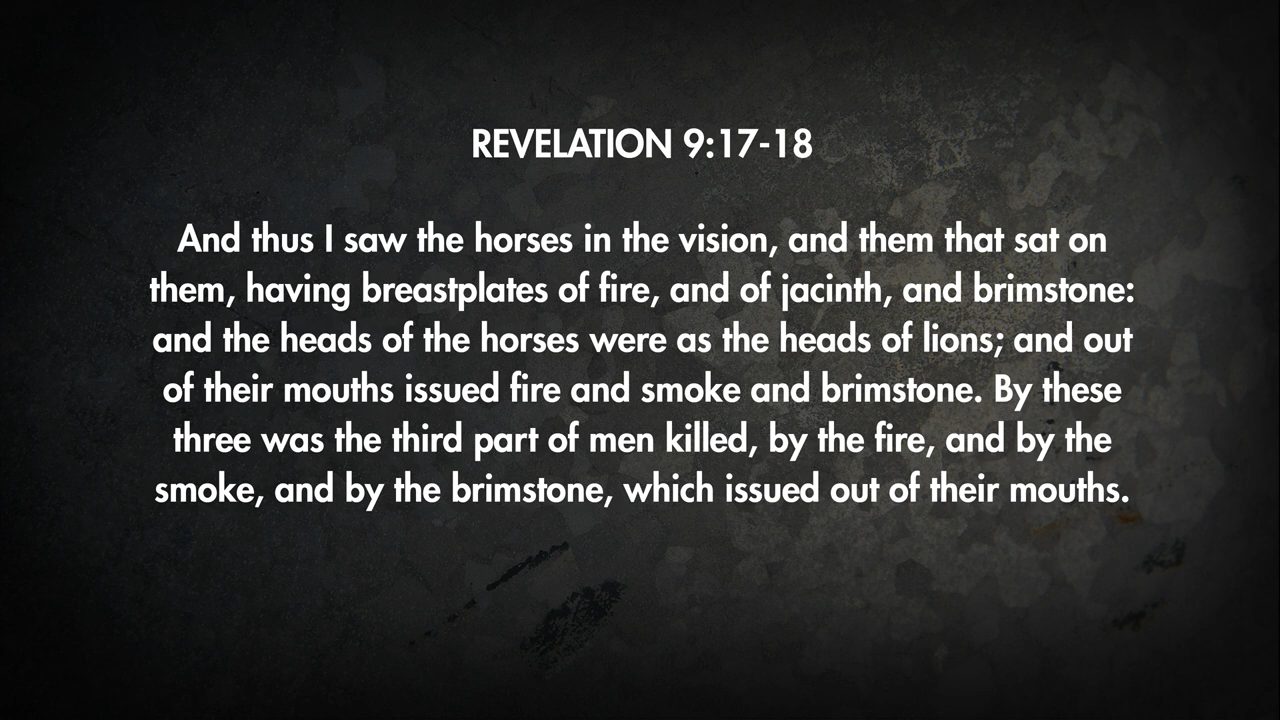 REVELATION 9:17-18
And thus I saw the horses in the vision, and them that sat on
them, having breastplates of fire, and of jacinth, and brimstone:
and the heads of the horses were as the heads of lions; and out
of their mouths issued fire and smoke and brimstone. By these
three was the third part of men killed, by the fire, and by the
smoke, and by the brimstone, which issued out of their mouths.